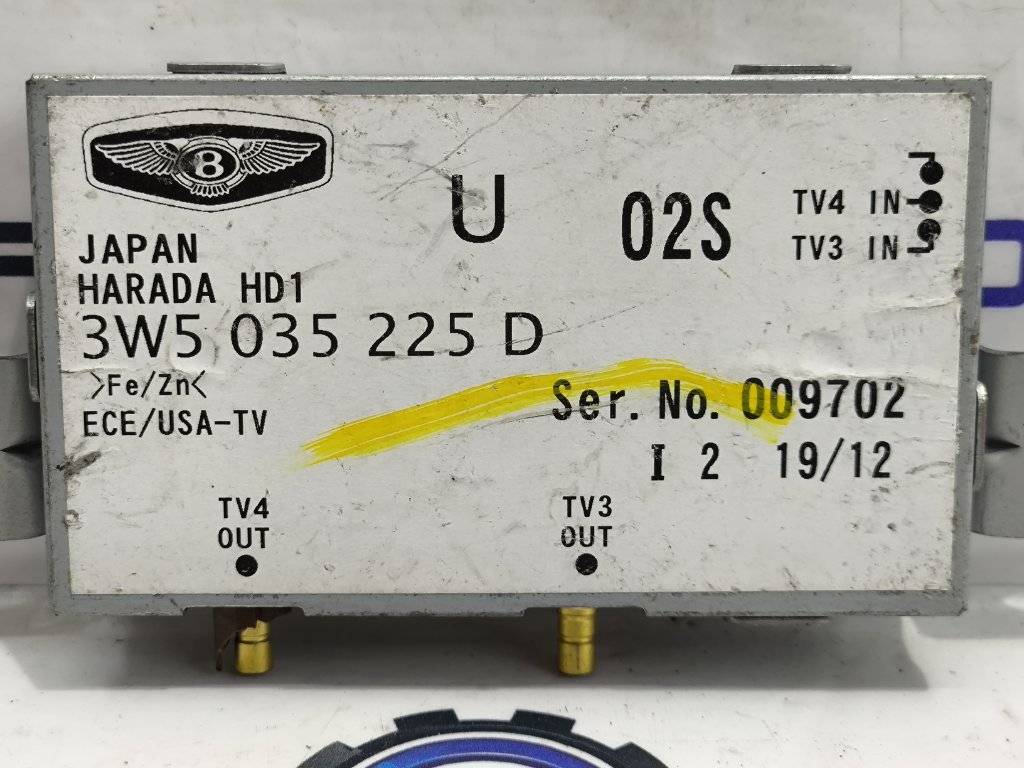 B
U
02S
TV4 IN
TV3 IN
JAPAN
HARADA HD1
3W5 035 225 D
>Fe/Zn<
ECE/USA-TV
Ser. No. 009702
I 2 19/12
TV4
OUT
TV3
OUT